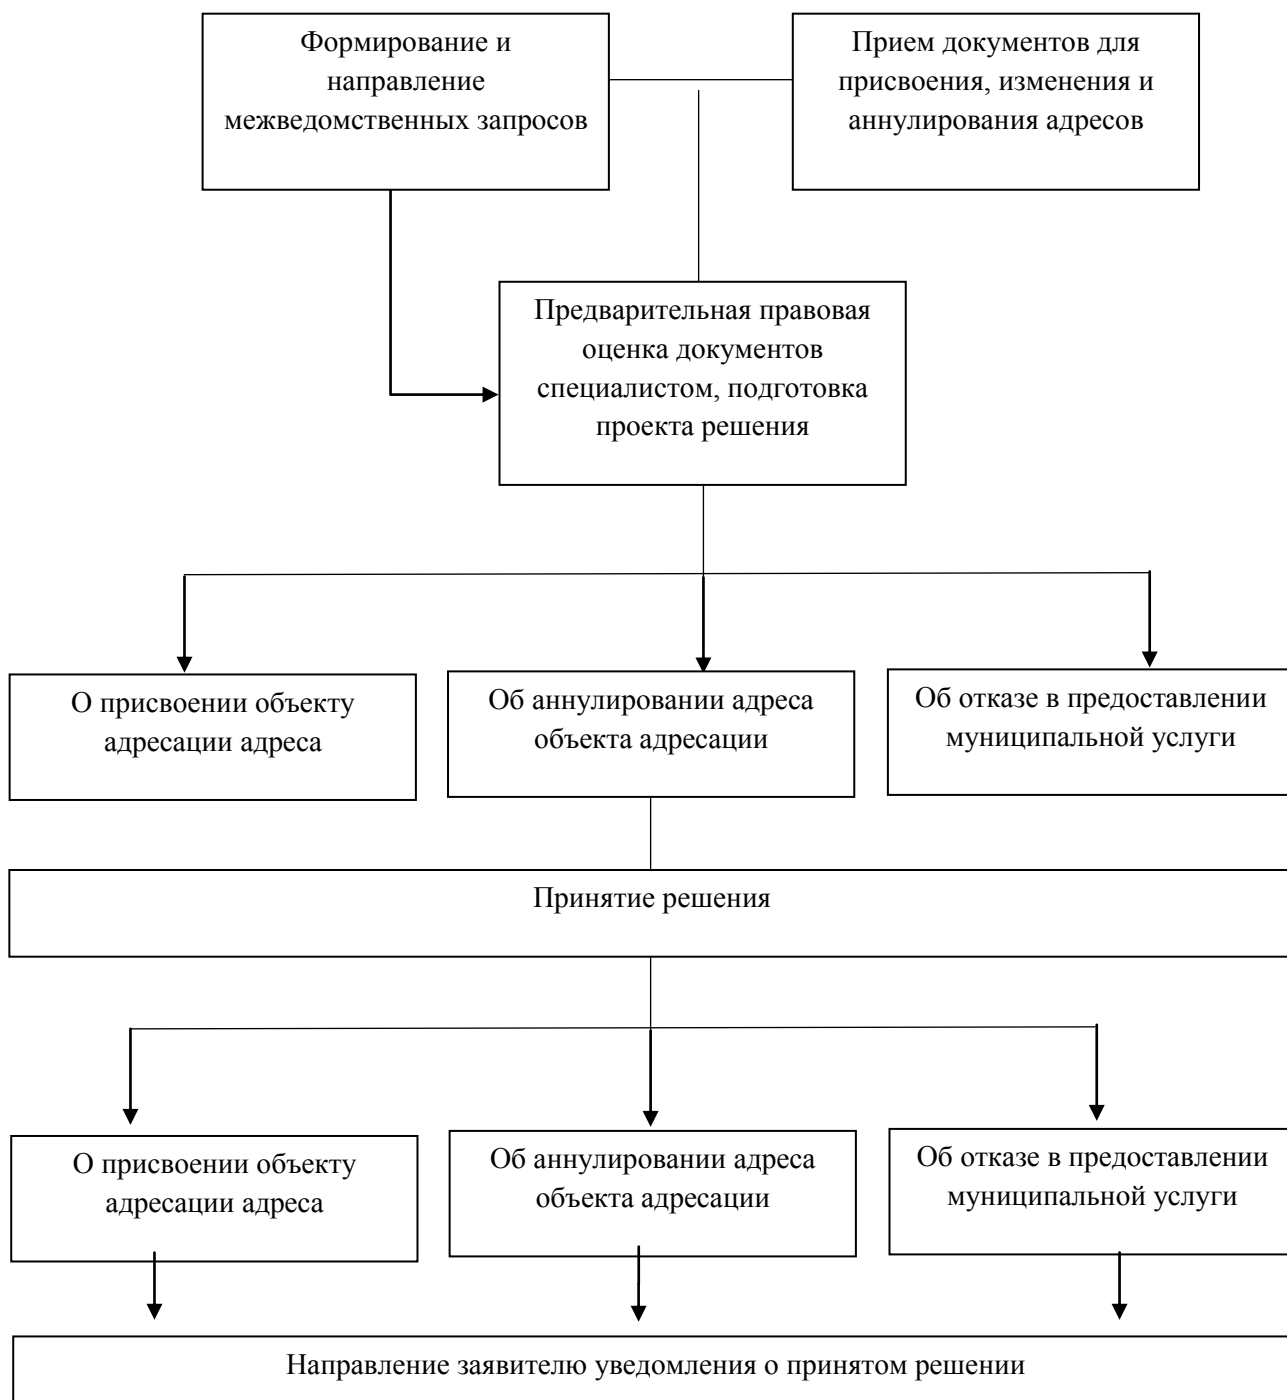 Формирование и
направление
межведомственных запросов
Прием документов для
присвоения, изменения и
аннулирования адресов
Предварительная правовая
оценка документов
специалистом, подготовка
проекта решения
О присвоении объекту
адресации адреса
Об аннулировании адреса
объекта адресации
Об отказе в предоставлении
муниципальной услуги
Принятие решения
О присвоении объекту
адресации адреса
Об аннулировании адреса
объекта адресации
Об отказе в предоставлении
муниципальной услуги
Направление заявителю уведомления о принятом решении